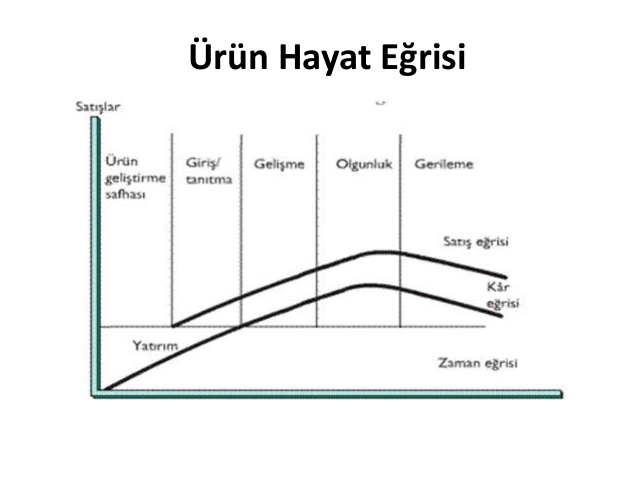 Ürün Hayat Eğrisi
Satışlar
Ürün
geliştirme
safhası
Giriş/
tanıtma
Gelişme
Olgunluk
Gerileme
Satış eğrisi
Kâr
eğrisi
Yatırım
Zaman eğrisi